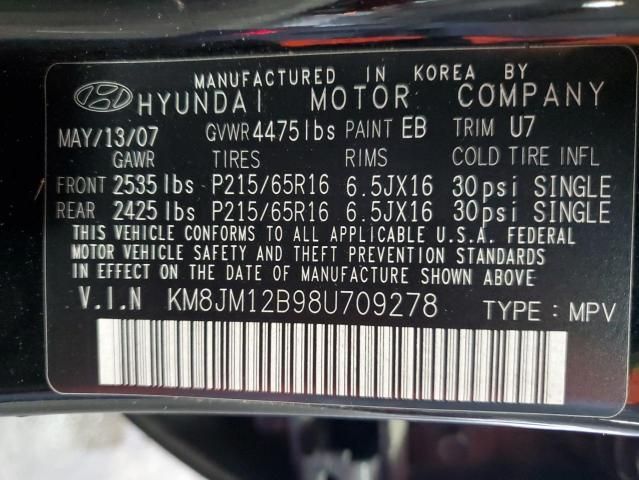 MANUFACTURED IN KOREA BY
HYUNDAI MOTOR COMPANY
MAY/13/07 GVWR 4475lbs PAINT EB TRIM U7
GAWR TIRES RIMS COLD TIRE INFL
FRONT 2535 lbs P215/65R16 6.5JX16 30psi SINGLE
REAR 2425 lbs P215/65R16 6.5JX16 30psi SINGLE
THIS VEHICLE CONFORMS TO ALL APPLICABLE U.S.A. FEDERAL
MOTOR VEHICLE SAFETY AND THEFT PREVENTION STANDARDS
IN EFFECT ON THE DATE OF MANUFACTURE SHOWN ABOVE.
V.I.N KM8JM12B98U709278 TYPE : MPV